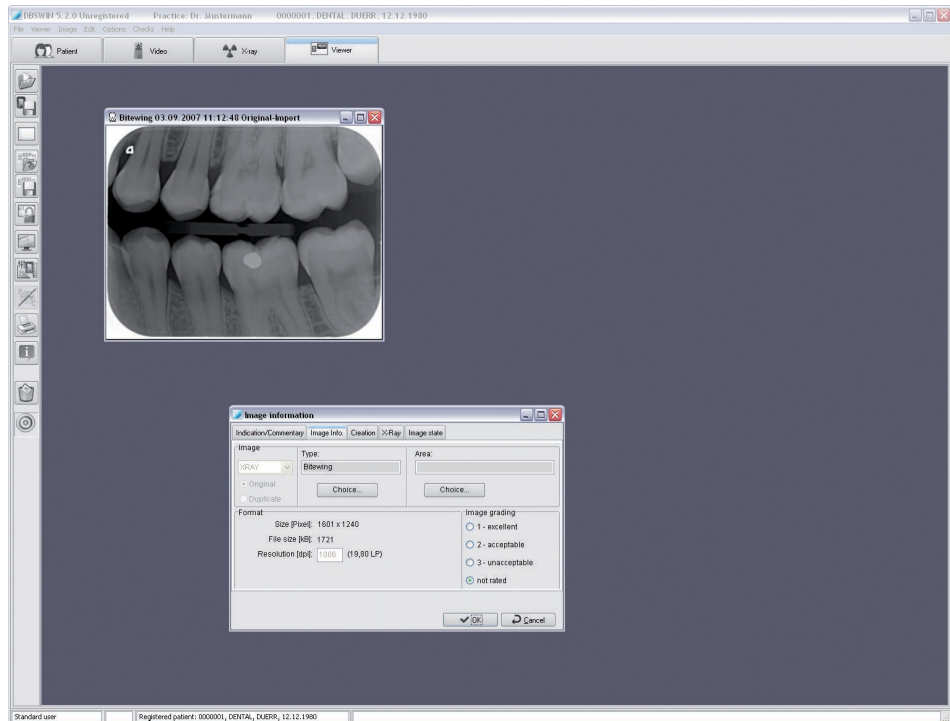 DBSWIN 5.2.0 Unregistered Practice: Dr. Mustermann 0000001. DENTAL . DUERR. 12.12.1980
File Viewer Image Edit Options Checks Help
Patient Video X-ray Viewer
Bitewing 03.09.2007 11:12:48 Original-Import
Image information
Indication/Commentary Image Info. Creation X-Ray Image state
Image Type: Area:
XRAY Bitewing
Original Choice... Choice...
Duplicate
Format Image grading
Size [Pixel]: 1601 x 1240 1 - excellent
File size [kB]: 1721 2 - acceptable
Resolution [dpi]: 1006 (19,80 LP) 3 - unacceptable
not rated
OK Cancel
Standard user Registered patient: 0000001, DENTAL, DUERR, 12.12.1980